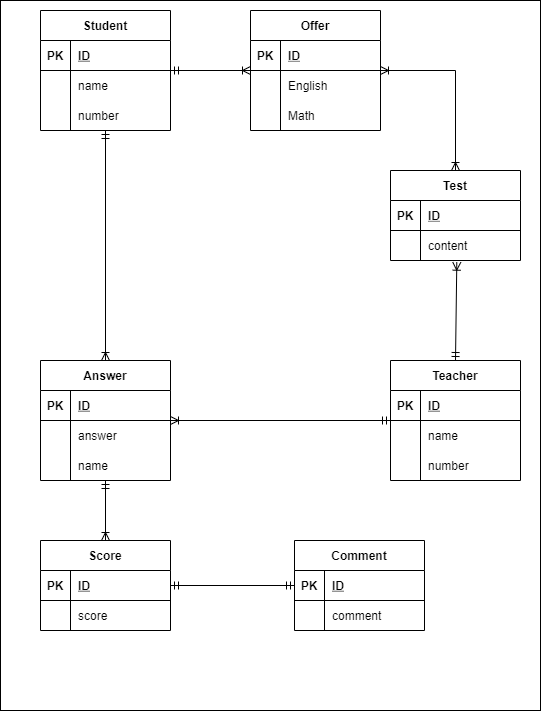 Student
PK ID
name
number
Offer
PK ID
English
Math
Test
PK ID
content
Answer
PK ID
answer
name
Teacher
PK ID
name
number
Score
PK ID
score
Comment
PK ID
comment